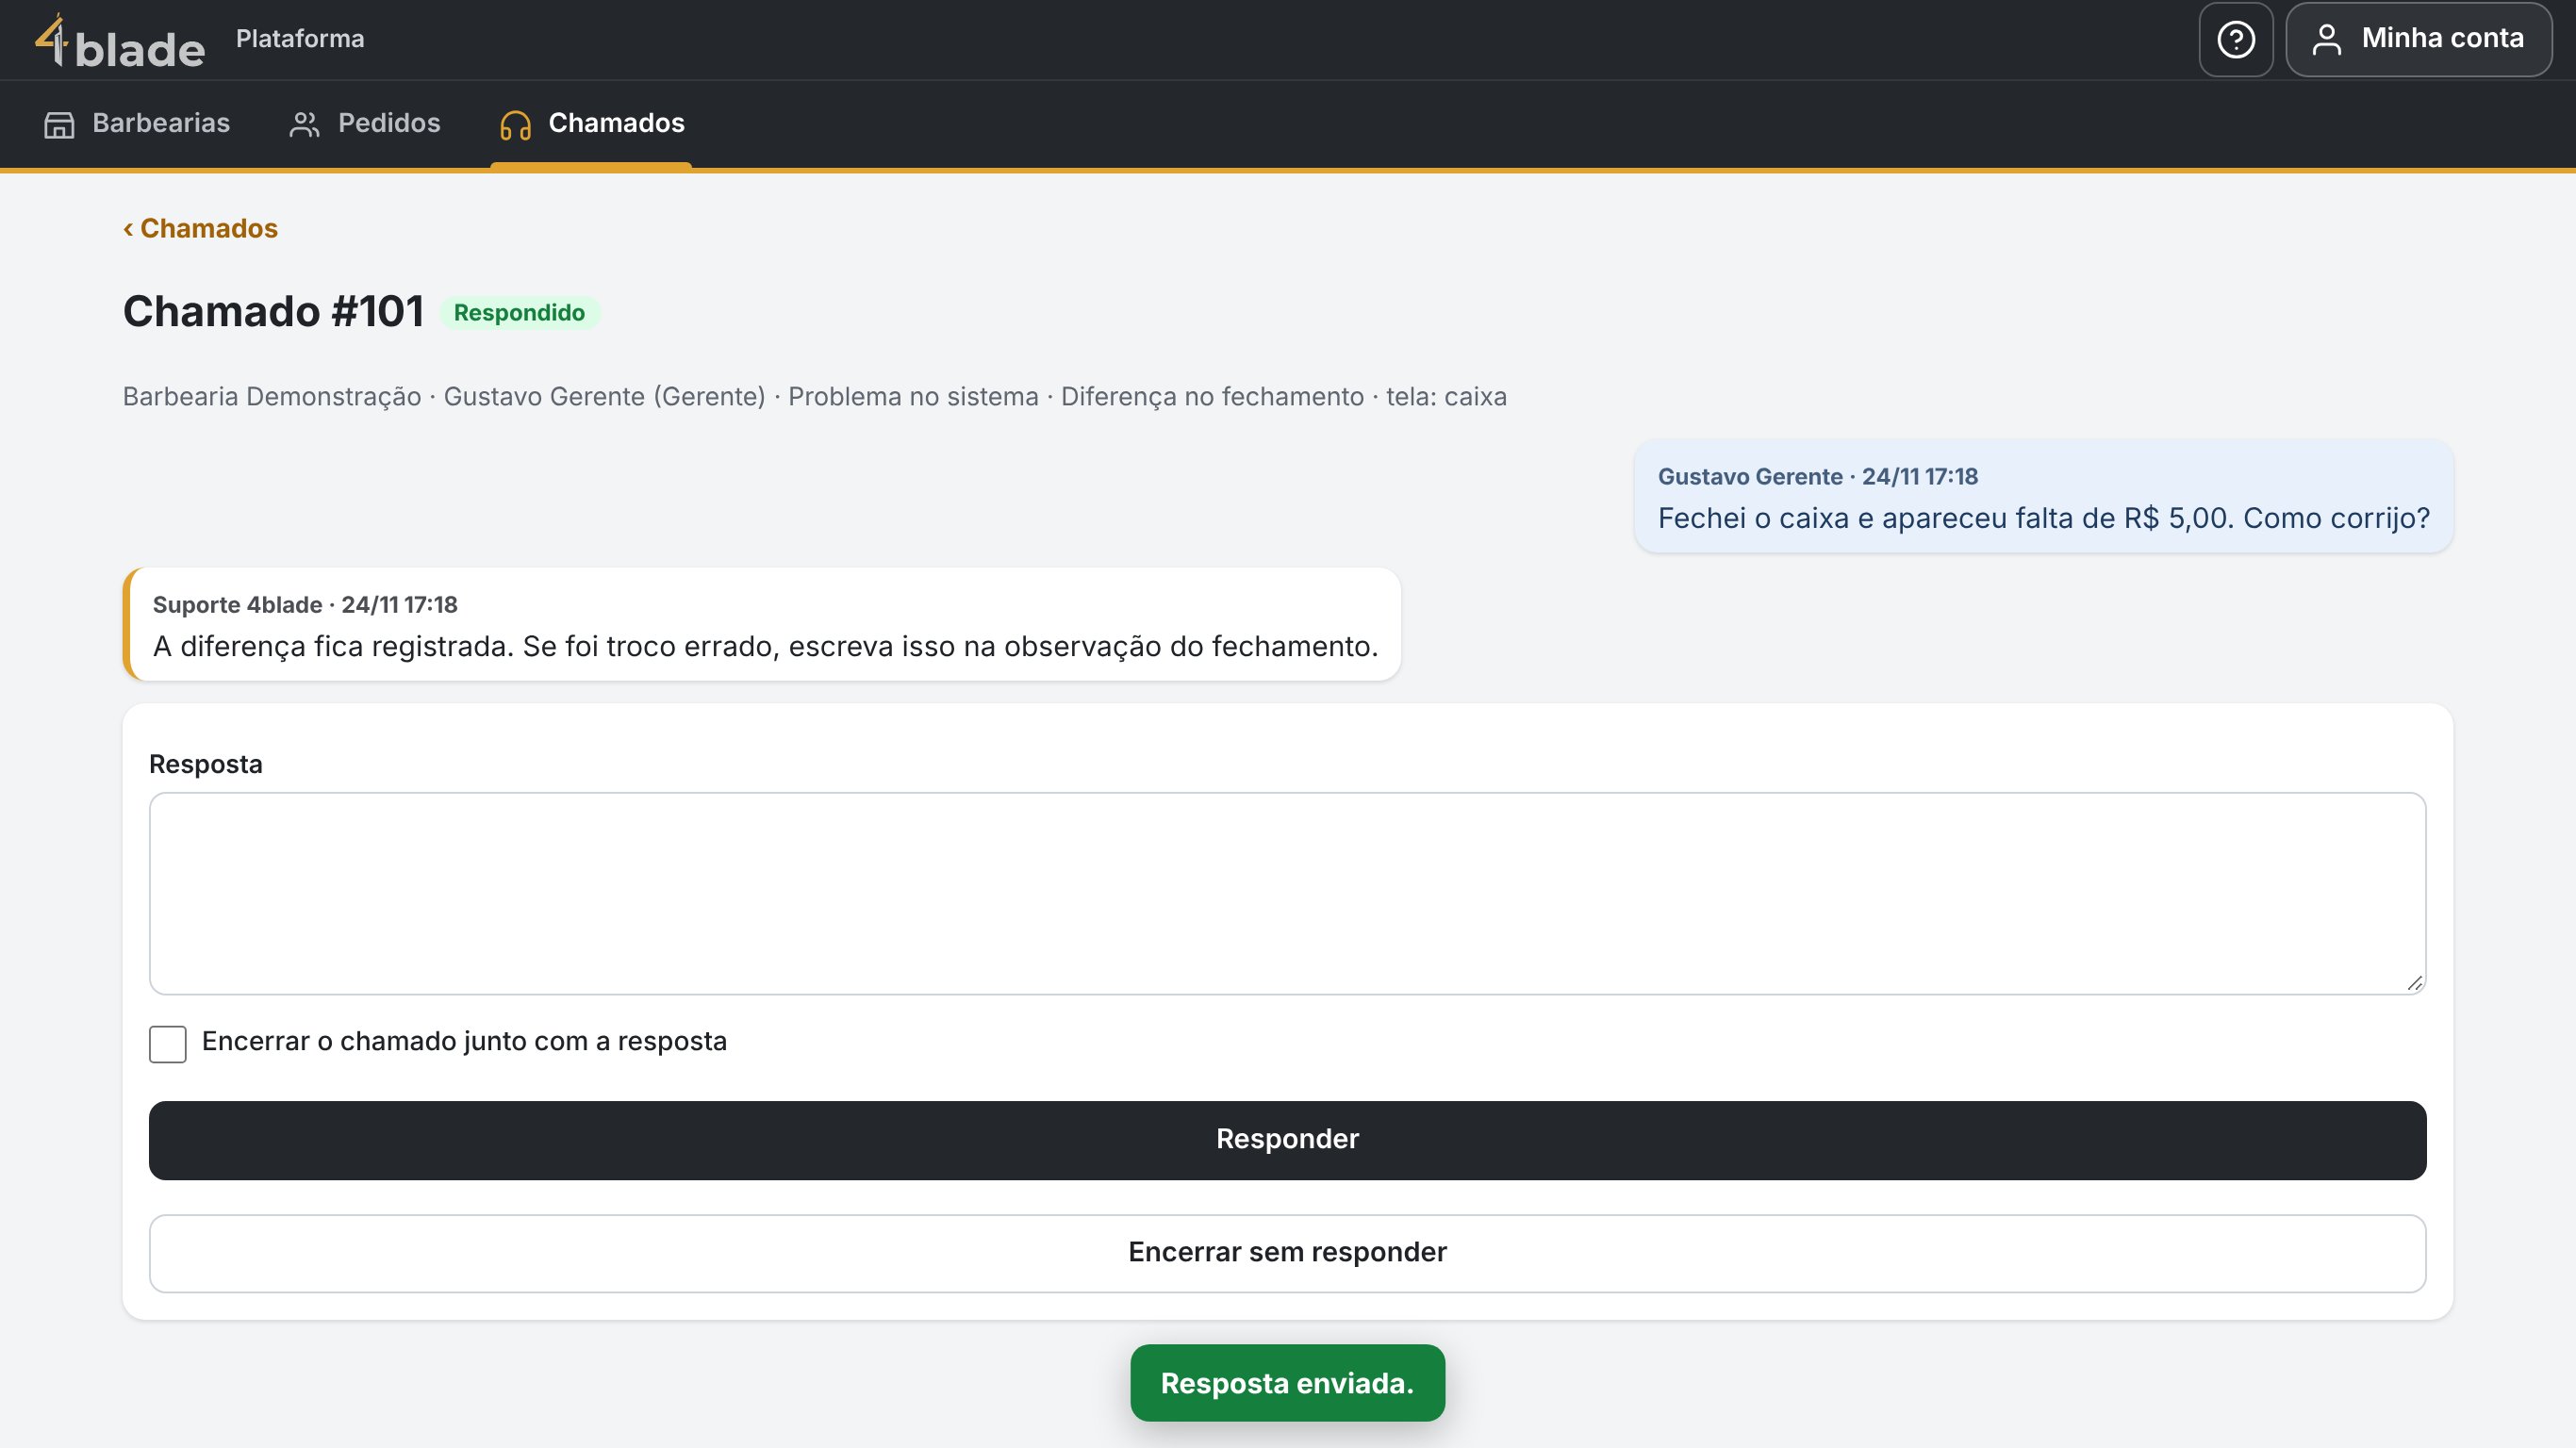 4blade Plataforma
Minha conta
Barbearias Pedidos Chamados
‹ Chamados
Chamado #101 Respondido
Barbearia Demonstração · Gustavo Gerente (Gerente) · Problema no sistema · Diferença no fechamento · tela: caixa
Gustavo Gerente · 24/11 17:18
Fechei o caixa e apareceu falta de R$ 5,00. Como corrijo?
Suporte 4blade · 24/11 17:18
A diferença fica registrada. Se foi troco errado, escreva isso na observação do fechamento.
Resposta
Encerrar o chamado junto com a resposta
Responder
Encerrar sem responder
Resposta enviada.